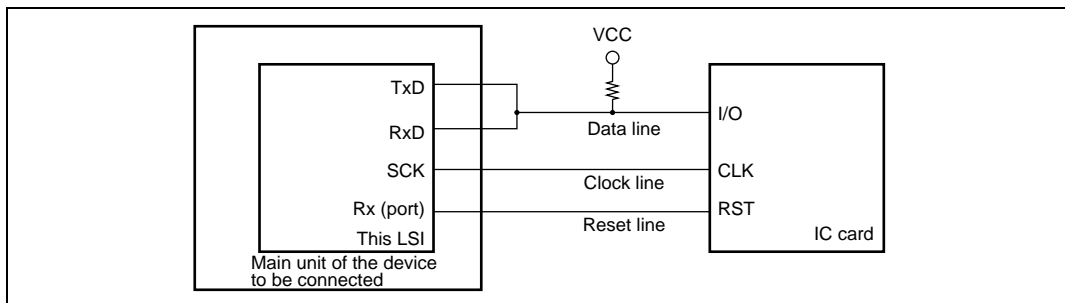 VCC
TxD
I/O
RxD
Data line
SCK
CLK
Clock line
Rx (port)
RST
Reset line
This LSI
IC card
Main unit of the device
to be connected